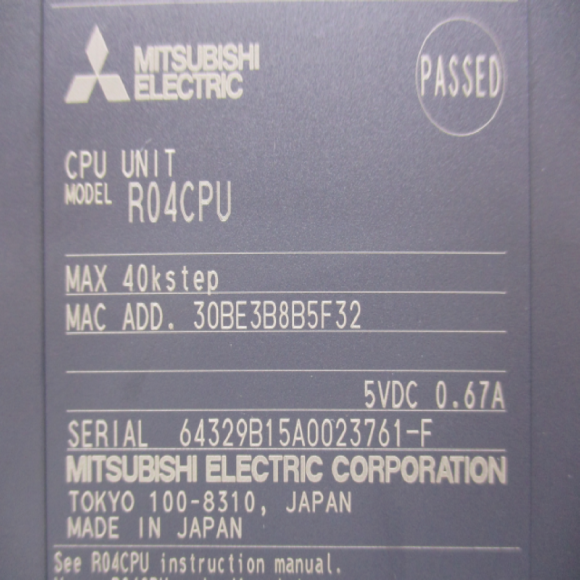 MITSUBISHI
ELECTRIC
PASSED
CPU UNIT
MODEL R04CPU
MAX 40kstep
MAC ADD. 30BE3B8B5F32
5VDC 0.67A
SERIAL 64329B15A0023761-F
MITSUBISHI ELECTRIC CORPORATION
TOKYO 100-8310, JAPAN
MADE IN JAPAN
See R04CPU instruction manual.